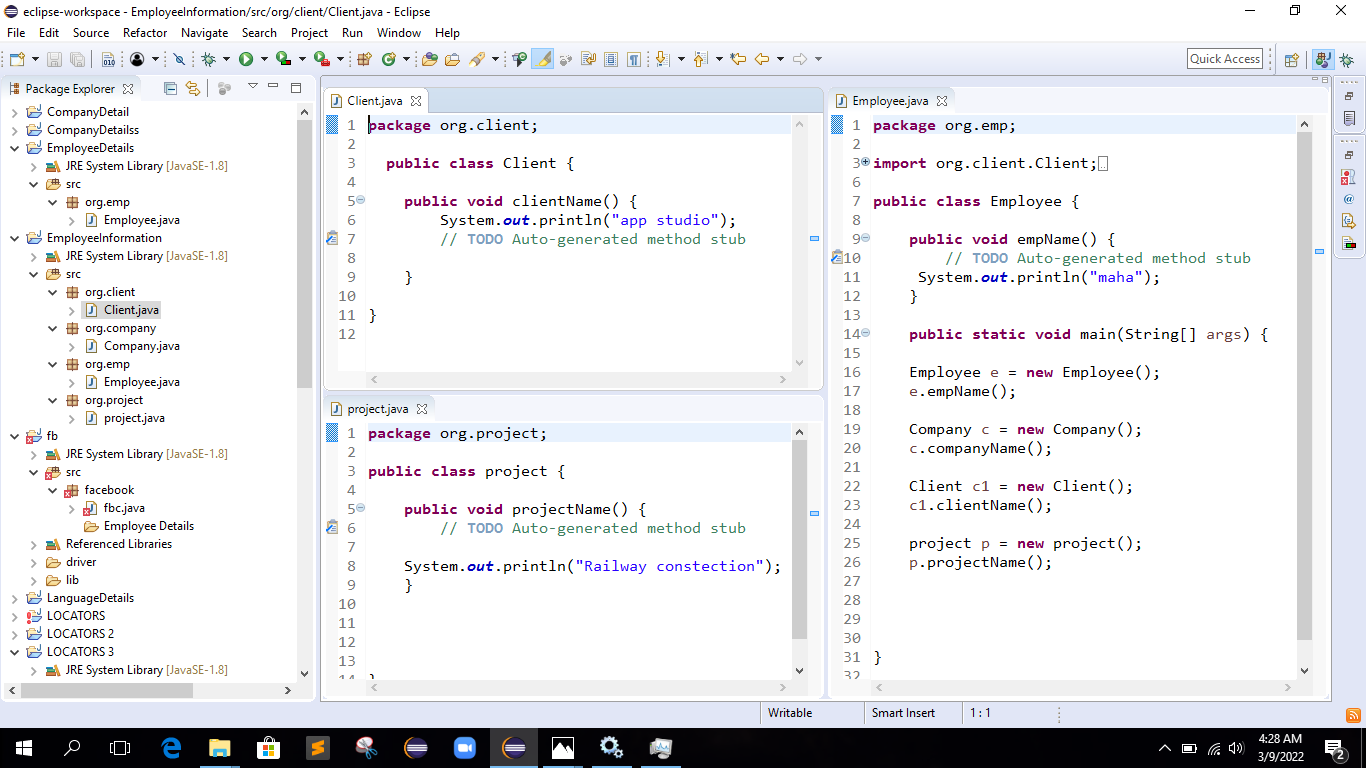 eclipse-workspace - EmployeeInformation/src/org/client/Client.java - Eclipse
File Edit Source Refactor Navigate Search Project Run Window Help
Quick Access
Package Explorer
CompanyDetail
CompanyDetailss
EmployeeDetails
JRE System Library [JavaSE-1.8]
src
org.emp
Employee.java
EmployeeInformation
JRE System Library [JavaSE-1.8]
src
org.client
Client.java
org.company
Company.java
org.emp
Employee.java
org.project
project.java
fb
JRE System Library [JavaSE-1.8]
src
facebook
fbc.java
Employee Details
Referenced Libraries
driver
lib
LanguageDetails
LOCATORS
LOCATORS 2
LOCATORS 3
JRE System Library [JavaSE-1.8]
Client.java
1 package org.client;
2
3 public class Client {
4
5 public void clientName() {
6 System.out.println("app studio");
7 // TODO Auto-generated method stub
8
9 }
10
11 }
12
project.java
1 package org.project;
2
3 public class project {
4
5 public void projectName() {
6 // TODO Auto-generated method stub
7
8 System.out.println("Railway constection");
9 }
10
11
12
13
14 }
Employee.java
1 package org.emp;
2
3 import org.client.Client;
6
7 public class Employee {
8
9 public void empName() {
10 // TODO Auto-generated method stub
11 System.out.println("maha");
12 }
13
14 public static void main(String[] args) {
15
16 Employee e = new Employee();
17 e.empName();
18
19 Company c = new Company();
20 c.companyName();
21
22 Client c1 = new Client();
23 c1.clientName();
24
25 project p = new project();
26 p.projectName();
27
28
29
30
31 }
32
Writable Smart Insert 1 : 1
4:28 AM
3/9/2022
2